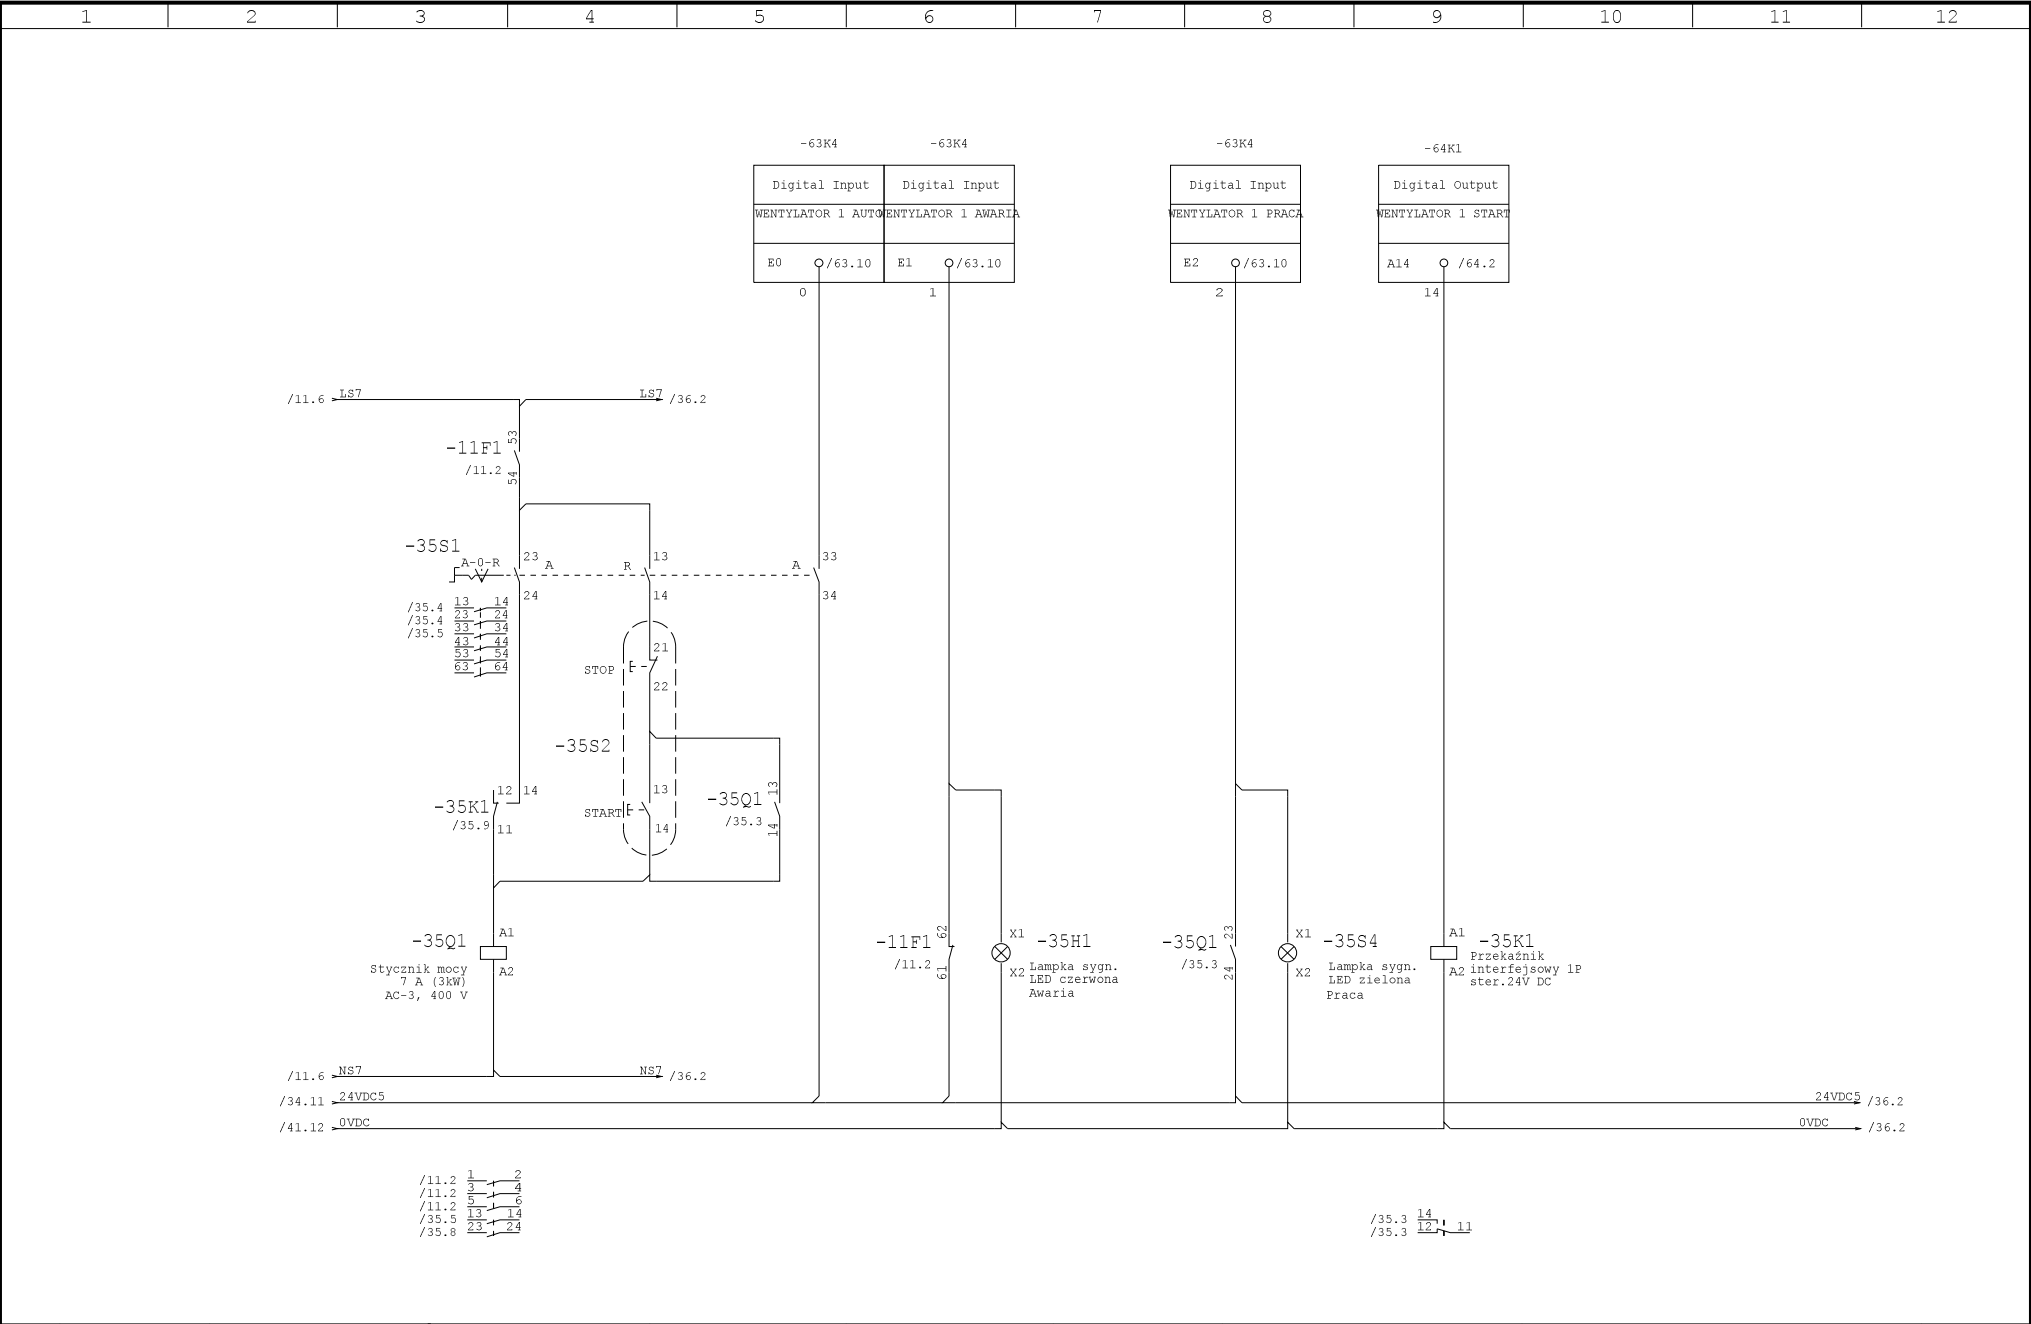 1 2 3 4 5 6 7 8 9 10 11 12
-63K4 -63K4 -63K4 -64K1
Digital Input Digital Input Digital Input Digital Output
WENTYLATOR 1 AUTO WENTYLATOR 1 AWARIA WENTYLATOR 1 PRACA WENTYLATOR 1 START
E0 /63.10 E1 /63.10 E2 /63.10 A14 /64.2
0 1 2 14
/11.6 LS7 LS7 /36.2
53
-11F1
/11.2
54
-35S1
A-0-R
23 A R 13 A 33
24 14 34
/35.4 13 14
/35.4 23 24
/35.5 33 34
43 44
53 54
63 64
21
STOP
22
-35S2
12 14
-35K1
/35.9
11
13
START
14
13
-35Q1
/35.3
14
A1
-35Q1
A2
Stycznik mocy
7 A (3kW)
AC-3, 400 V
62
-11F1
/11.2
61
X1
-35H1
X2
Lampka sygn.
LED czerwona
Awaria
23
-35Q1
/35.3
24
X1
-35S4
X2
Lampka sygn.
LED zielona
Praca
A1
-35K1
A2
Przekaźnik
interfejsowy 1P
ster.24V DC
/11.6 NS7 NS7 /36.2
/34.11 24VDC5 24VDC5 /36.2
/41.12 0VDC 0VDC /36.2
/11.2 1 2
/11.2 3 4
/11.2 5 6
/35.5 13 14
/35.8 23 24
/35.3 14
/35.3 12 11